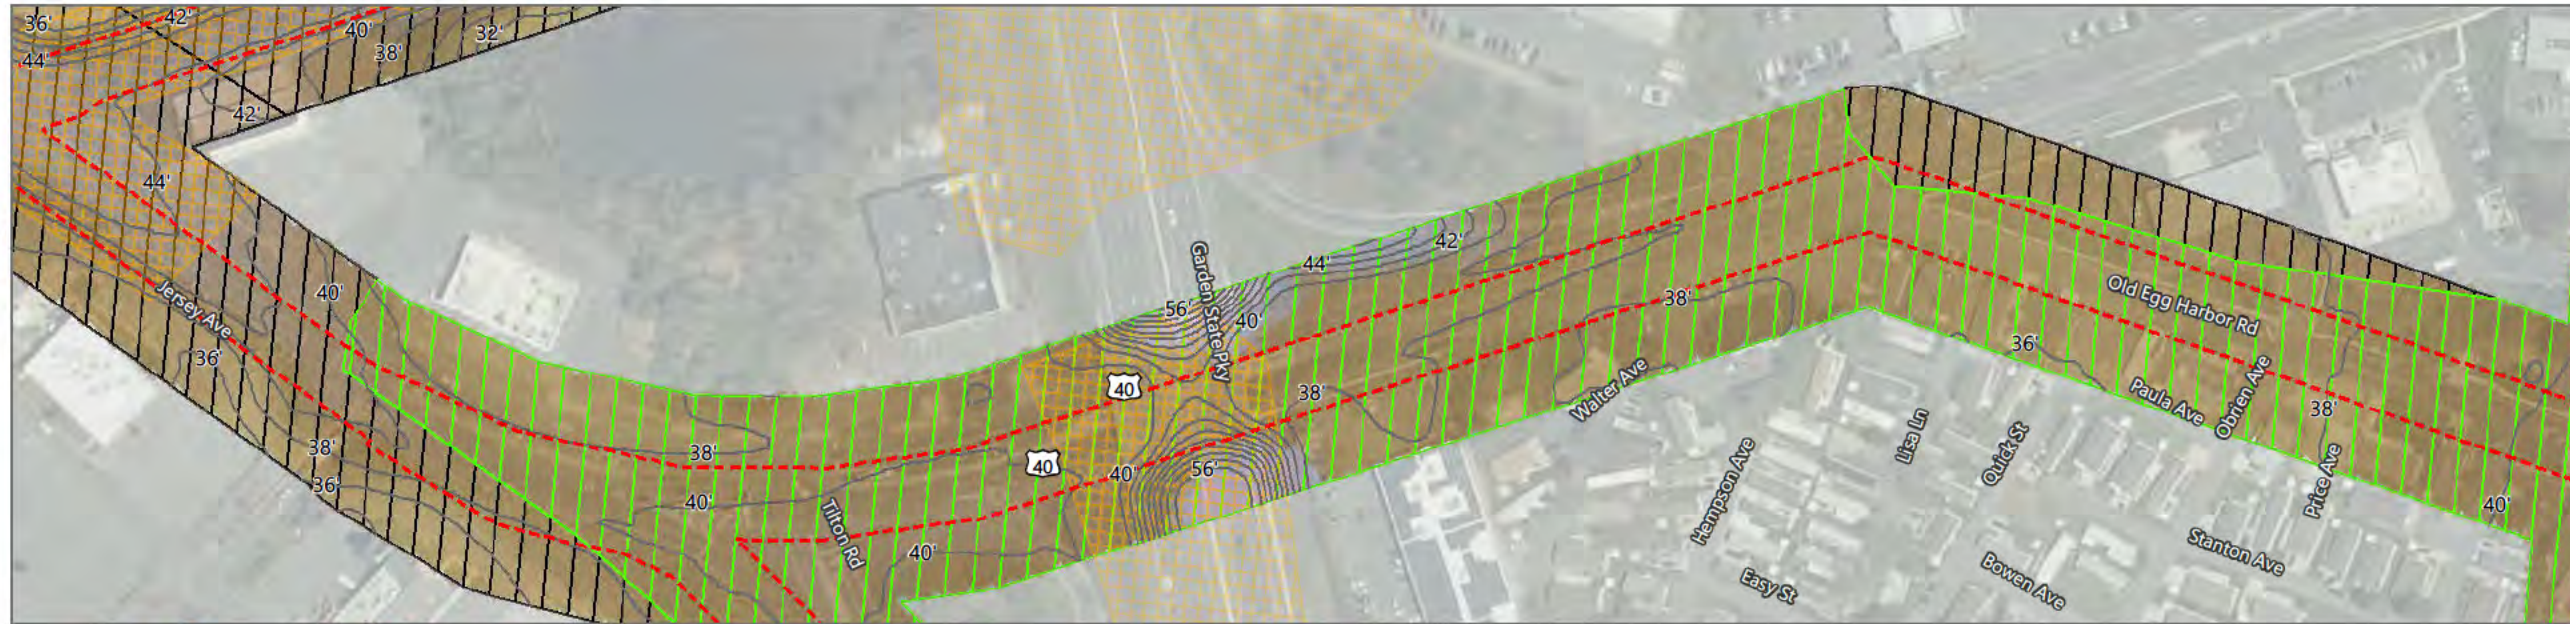 36'
42'
40'
38'
32'
44'
42'
44'
40'
Jersey Ave
36'
38'
36'
38'
40'
Tilton Rd
40'
40
40
40'
56'
56'
Garden State Pky
40'
44'
42'
38'
38'
Walter Ave
Hempson Ave
Easy St
Lisa Ln
Quick St
36'
Old Egg Harbor Rd
Paula Ave
Obrien Ave
38'
Price Ave
Stanton Ave
Bowen Ave
40'